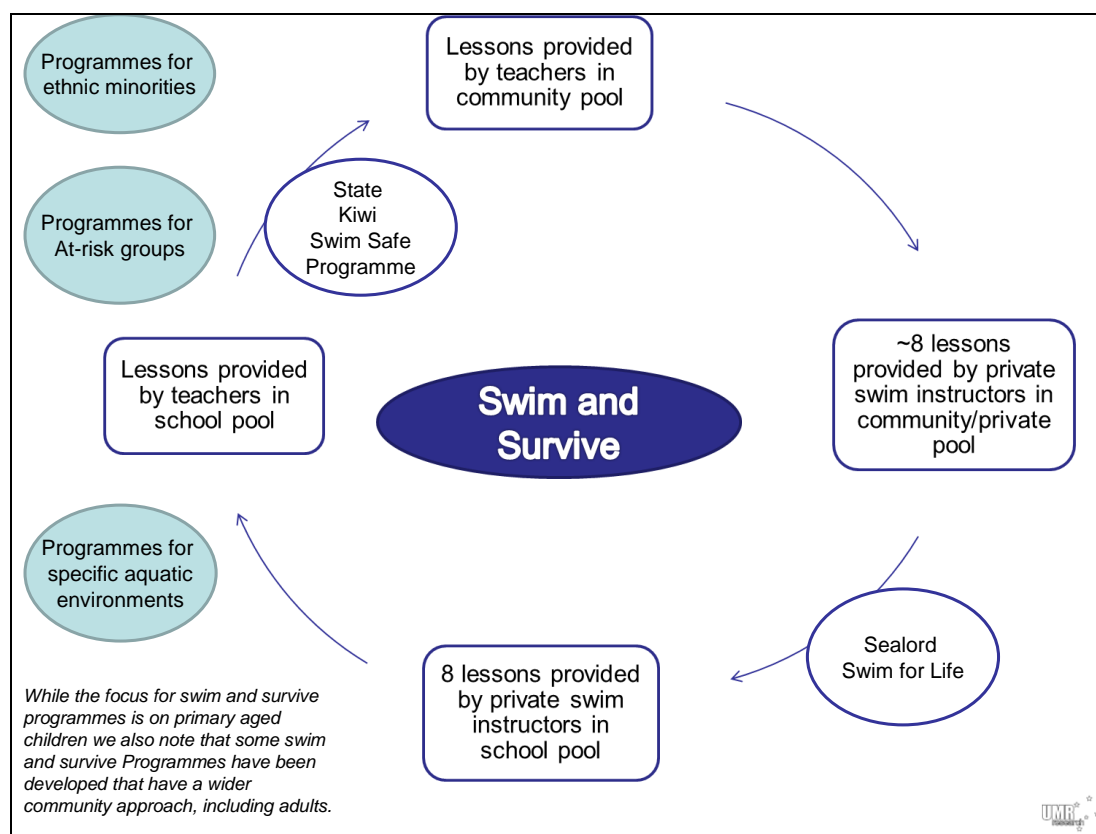 Programmes for
ethnic minorities
Lessons provided
by teachers in
community pool
Programmes for
At-risk groups
State
Kiwi
Swim Safe
Programme
Lessons provided
by teachers in
school pool
Swim and
Survive
~8 lessons
provided by private
swim instructors in
community/private
pool
Programmes for
specific aquatic
environments
Sealord
Swim for Life
8 lessons provided
by private swim
instructors in
school pool
While the focus for swim and survive
programmes is on primary aged
children we also note that some swim
and survive Programmes have been
developed that have a wider
community approach, including adults.
UMR
research